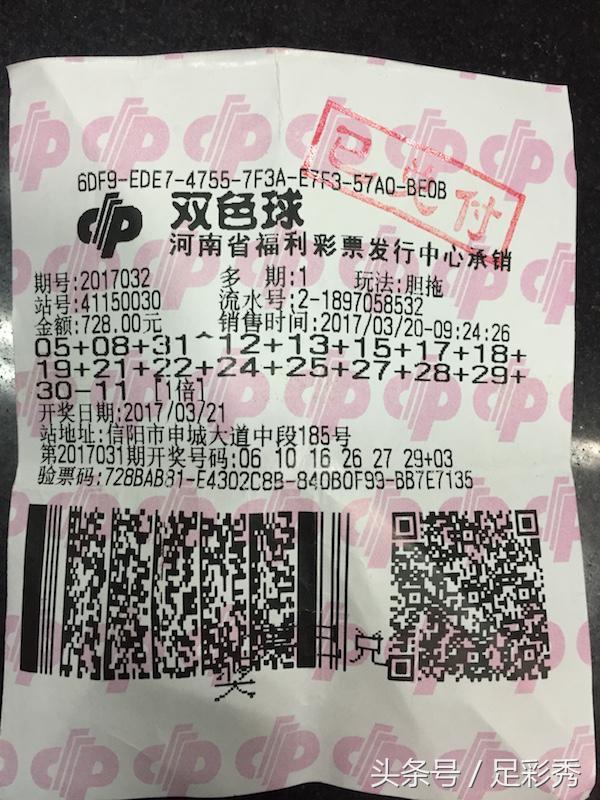 已兑付
6DF9-EDE7-4755-7F3A-E7F3-57A0-BE0B
双色球
河南省福利彩票发行中心承销
期号:2017032 多 期:1 玩法:胆拖
站号:41150030 流水号:2-1897058532
金额:728.00元 销售时间:2017/03/20-09:24:26
05+08+31^12+13+15+17+18+
19+21+22+24+25+27+28+29+
30-11 [1倍]
开奖日期:2017/03/21
站地址:信阳市申城大道中段185号
第2017031期开奖号码:06 10 16 26 27 29+03
验票码:728BAB31-E4302C8B-840B0F99-BB7E7135
奖
头条号 / 足彩秀